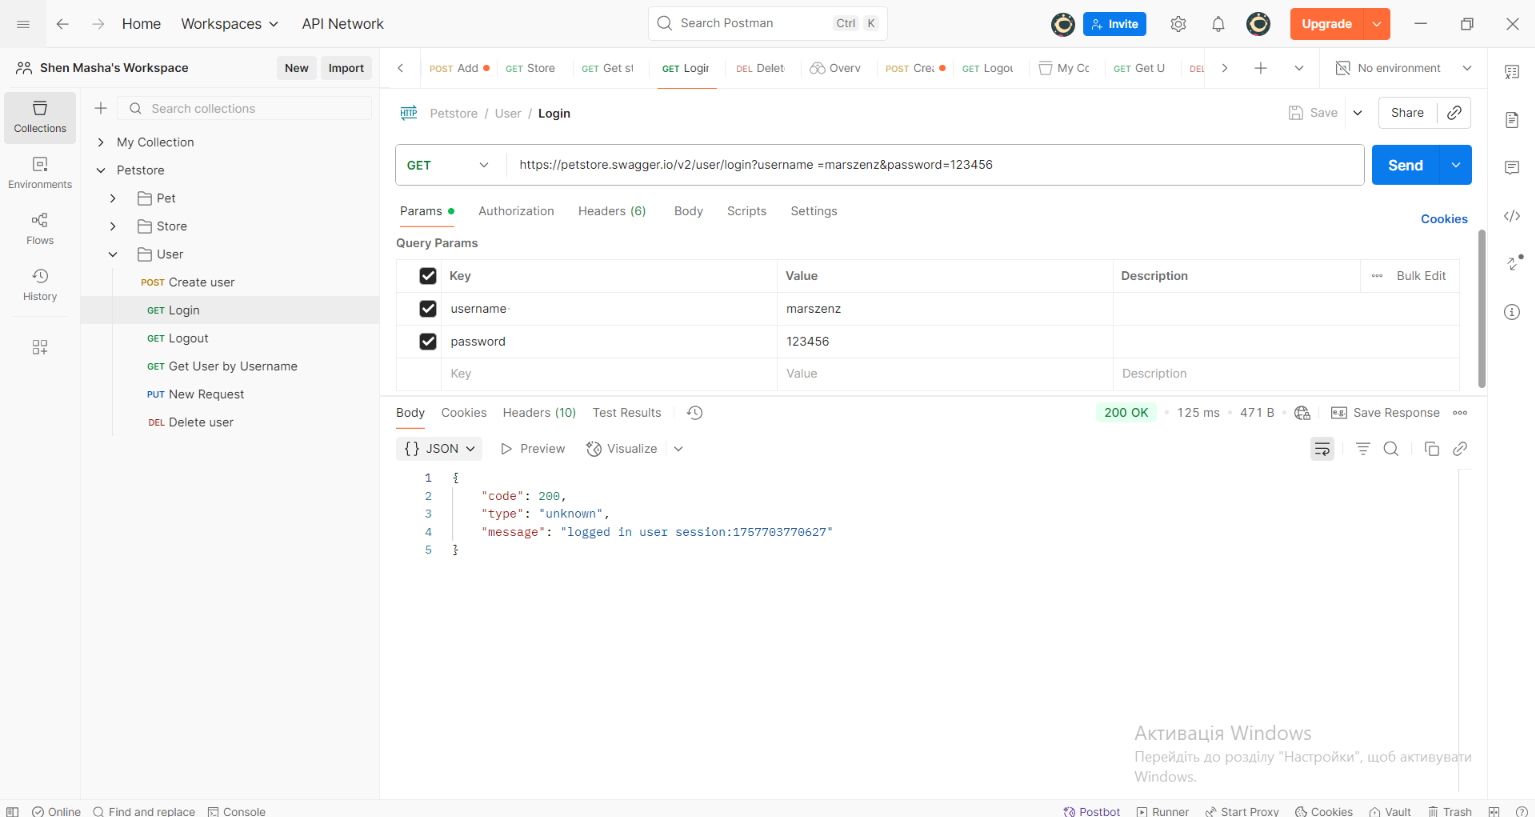 Home Workspaces API Network Search Postman Ctrl K Invite Upgrade
Shen Masha's Workspace New Import
POST Add GET Store GET Get st GET Login DEL Delet Overv POST Crea GET Logou My Co GET Get U DEL No environment
Collections
Environments
Flows
History
Search collections
My Collection
Petstore
Pet
Store
User
POST Create user
GET Login
GET Logout
GET Get User by Username
PUT New Request
DEL Delete user
HTTP Petstore / User / Login Save Share
GET https://petstore.swagger.io/v2/user/login?username =marszenz&password=123456 Send
Params Authorization Headers (6) Body Scripts Settings Cookies
Query Params
Key Value Description Bulk Edit
username marszenz
password 123456
Key Value Description
Body Cookies Headers (10) Test Results 200 OK 125 ms 471 B e.g. Save Response
{} JSON Preview Visualize
1 {
2 "code": 200,
3 "type": "unknown",
4 "message": "logged in user session:1757703770627"
5 }
Активація Windows
Перейдіть до розділу "Настройки", щоб активувати
Windows.
Online Find and replace Console Postbot Runner Start Proxy Cookies Vault Trash